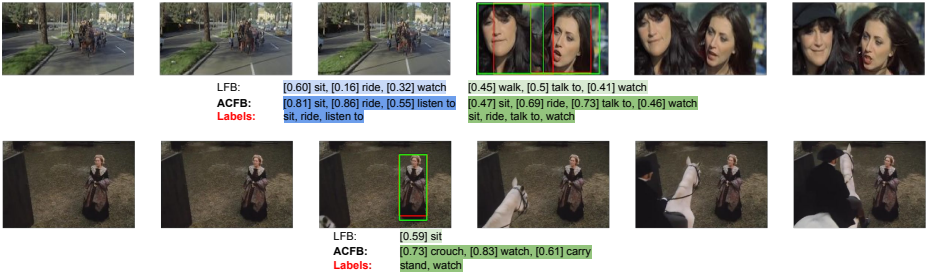 LFB: [0.60] sit, [0.16] ride, [0.32] watch [0.45] walk, [0.5] talk to, [0.41] watch
ACFB: [0.81] sit, [0.86] ride, [0.55] listen to [0.47] sit, [0.69] ride, [0.73] talk to, [0.46] watch
Labels: sit, ride, listen to sit, ride, talk to, watch
LFB: [0.59] sit
ACFB: [0.73] crouch, [0.83] watch, [0.61] carry
Labels: stand, watch